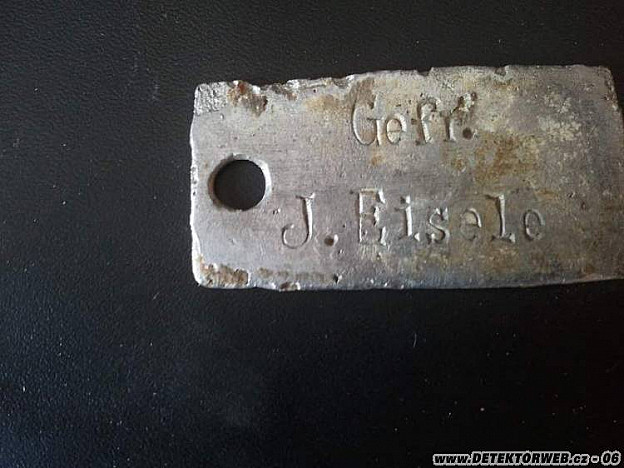 Gefr.
J. Eisele
www.DETEKTORWEB.cz - 06